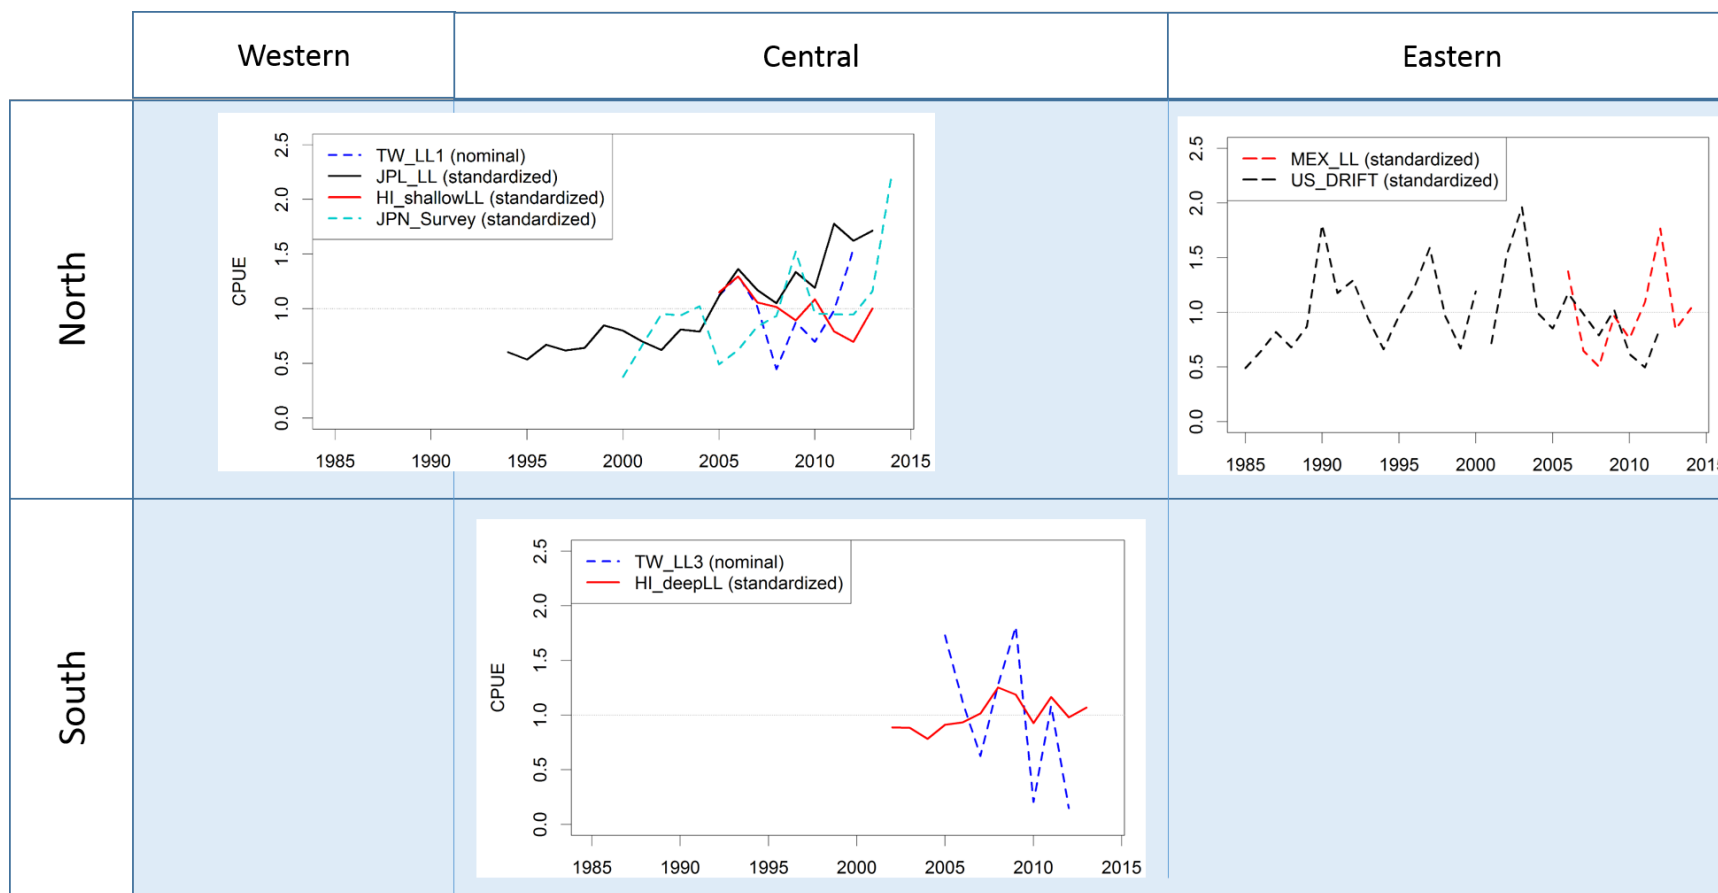 Western
Central
Eastern
North
CPUE
2.5
2.0
1.5
1.0
0.5
0.0
TW_LL1 (nominal)
JPL_LL (standardized)
HI_shallowLL (standardized)
JPN_Survey (standardized)
1985 1990 1995 2000 2005 2010 2015
2.5
2.0
1.5
1.0
0.5
0.0
MEX_LL (standardized)
US_DRIFT (standardized)
1985 1990 1995 2000 2005 2010 201
South
CPUE
2.5
2.0
1.5
1.0
0.5
0.0
TW_LL3 (nominal)
HI_deepLL (standardized)
1985 1990 1995 2000 2005 2010 2015